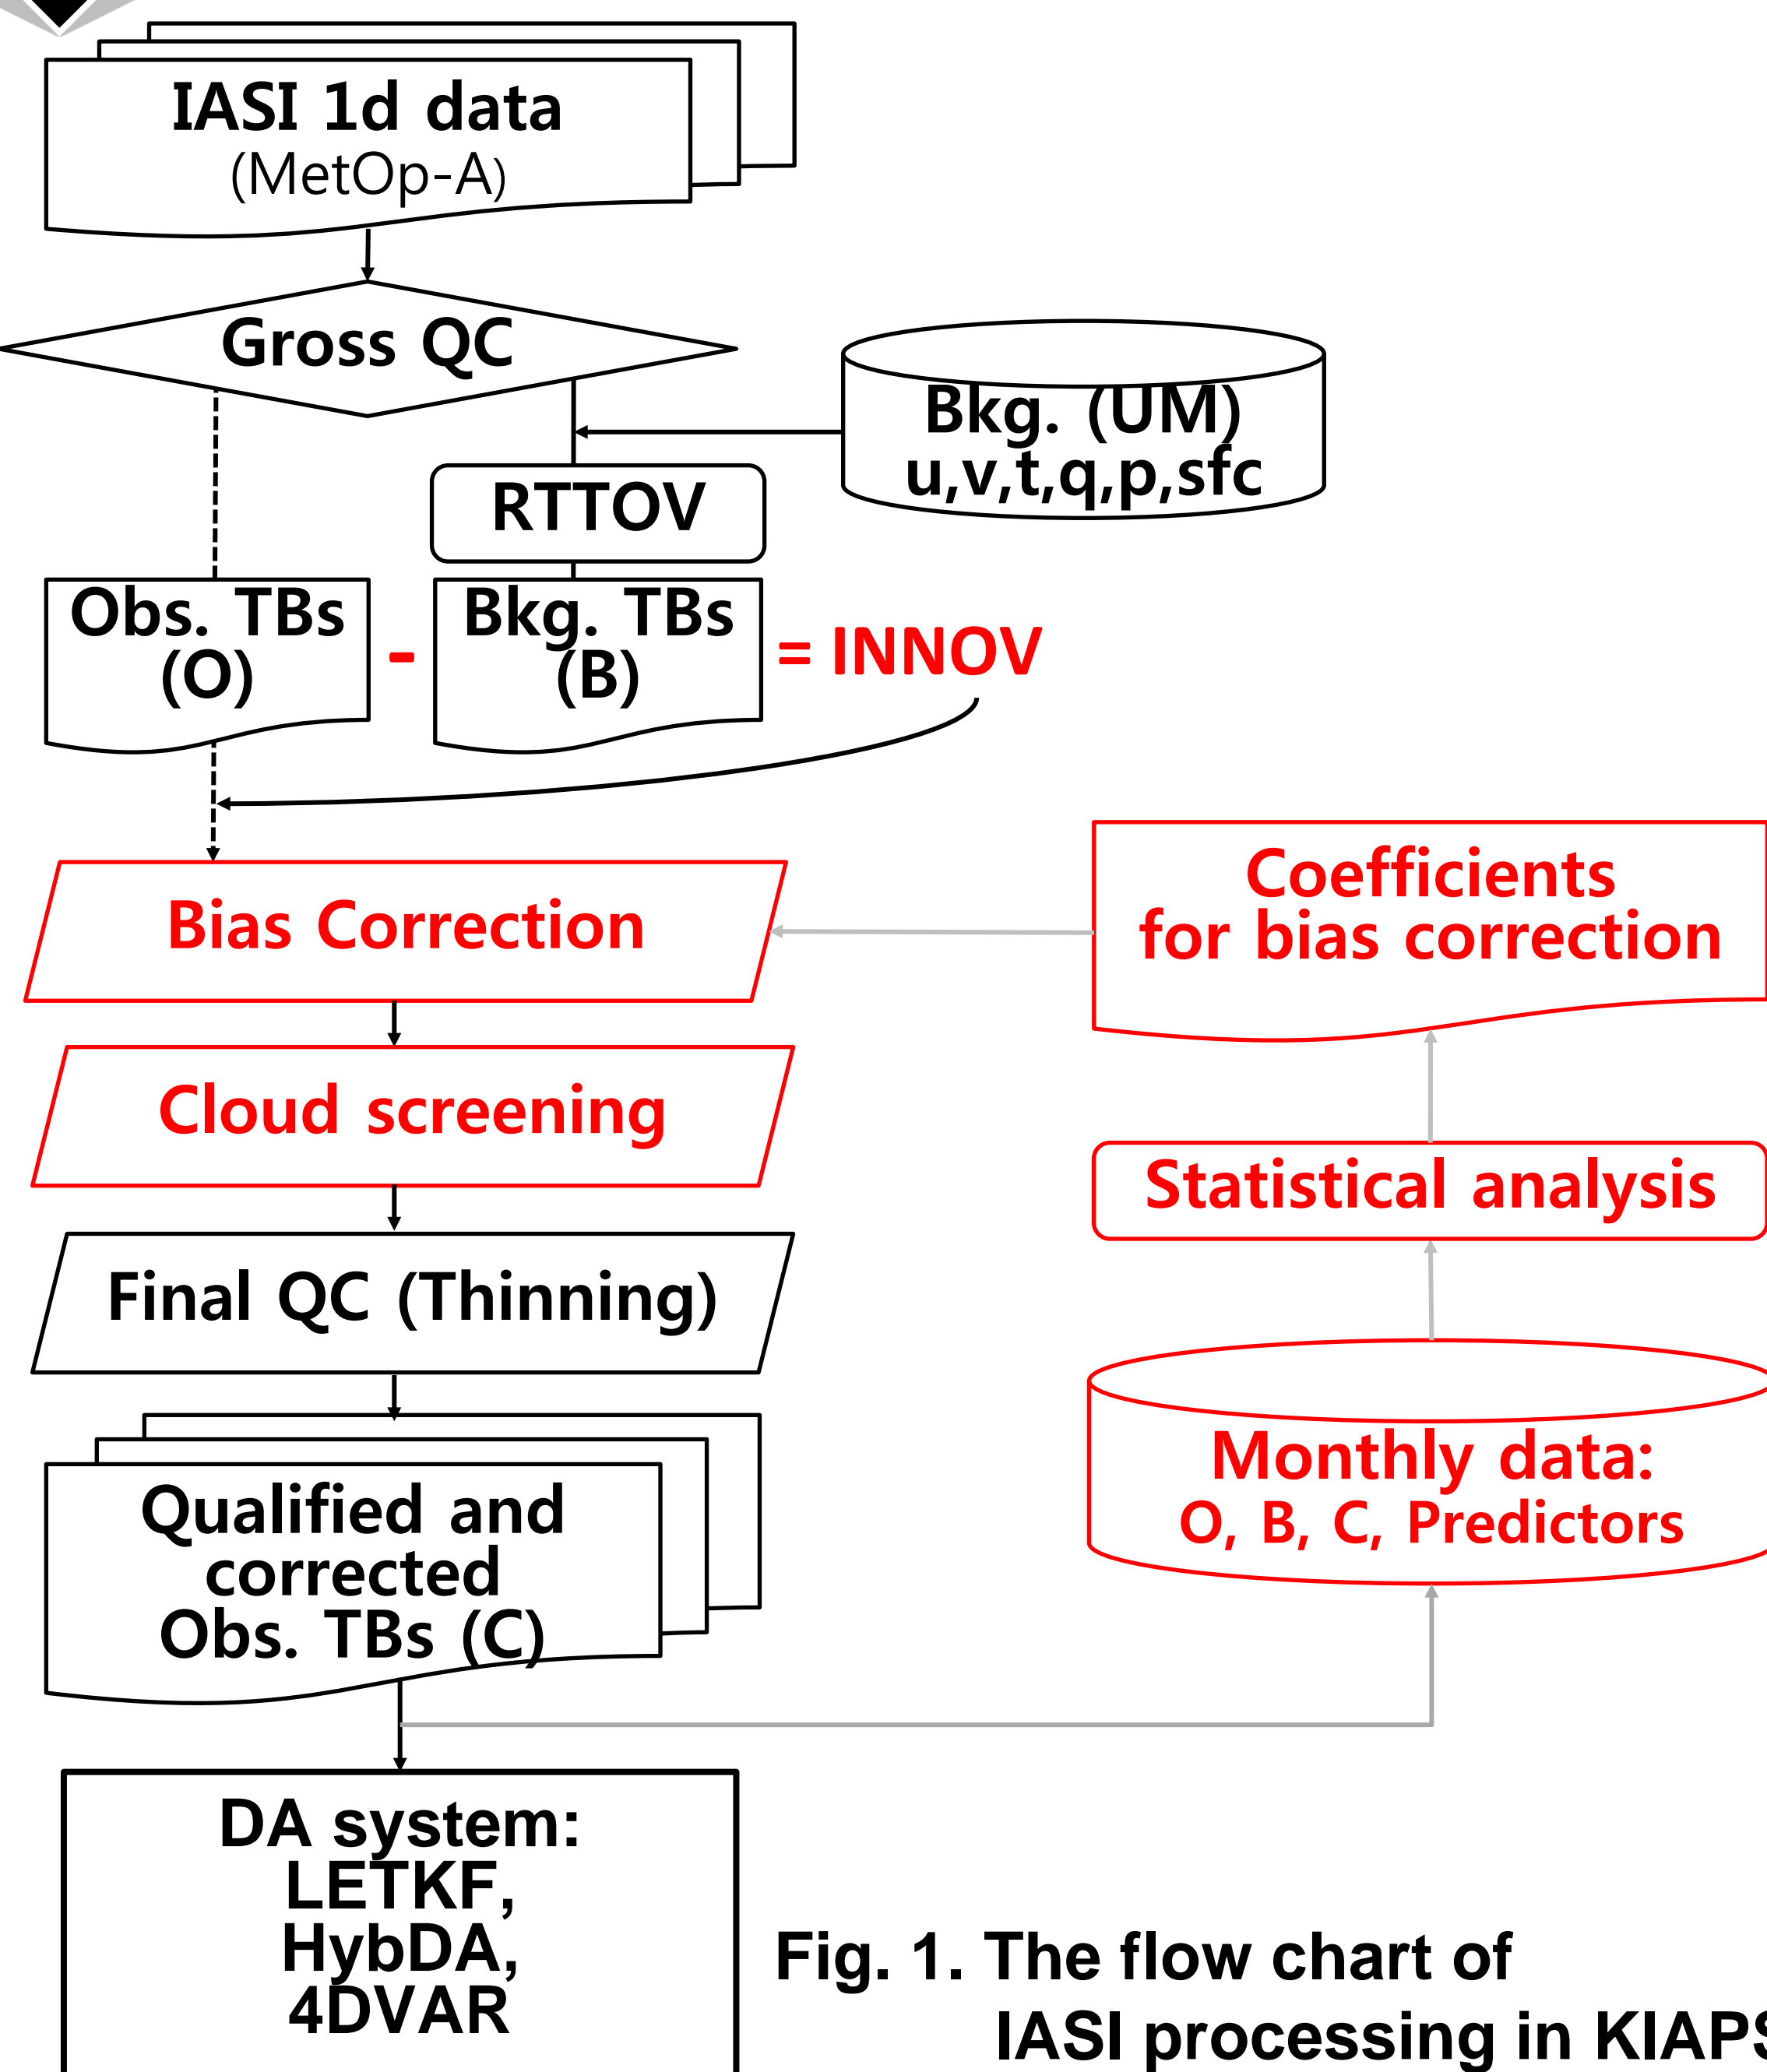 IASI 1d data
(MetOp-A)
Gross QC
Bkg. (UM)
u,v,t,q,p,sfc
RTTOV
Obs. TBs
(O)
-
Bkg. TBs
(B)
= INNOV
Bias Correction
Coefficients
for bias correction
Cloud screening
Statistical analysis
Final QC (Thinning)
Monthly data:
O, B, C, Predictors
Qualified and
corrected
Obs. TBs (C)
DA system:
LETKF,
HybDA,
4DVAR
Fig. 1. The flow chart of
IASI processing in KIAPS